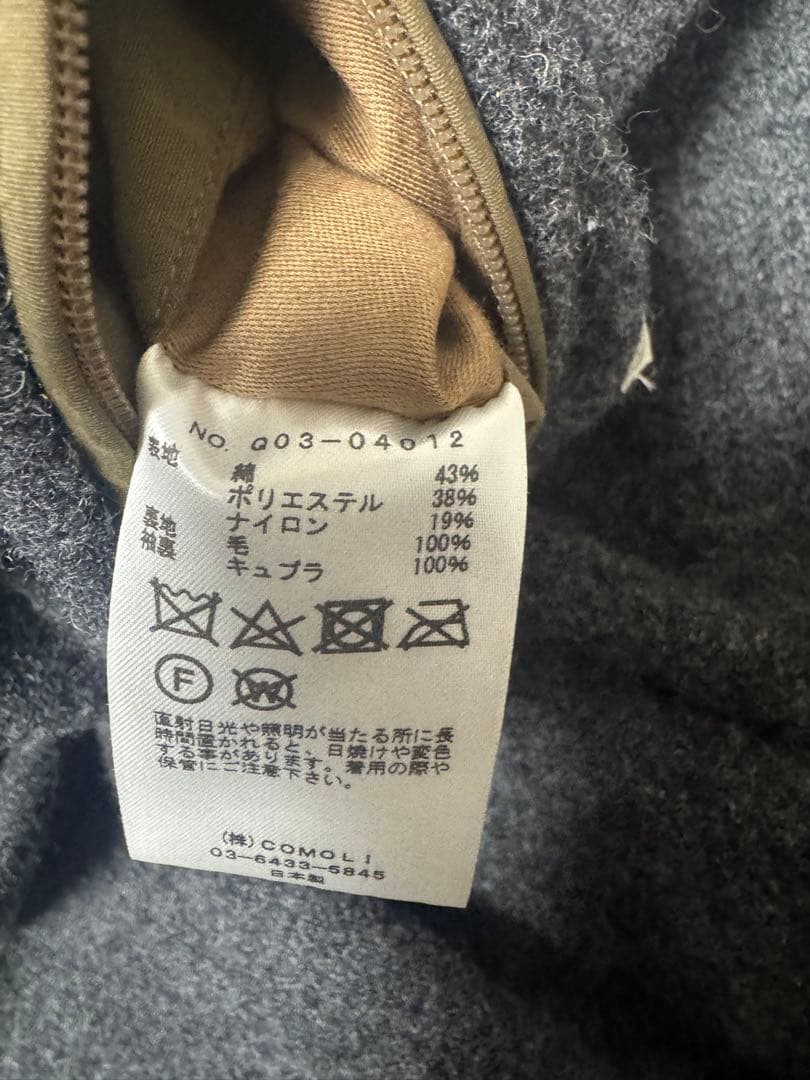 NO. Q03-04012
表地 綿 43%
ポリエステル 38%
ナイロン 19%
裏地 毛 100%
袖裏 キュプラ 100%
F
W
直射日光や照明が当たる所に長
時間置かれると、日焼けや変色
する事があります。着用の際や
保管にご注意下さい。
(株)COMOLI
03-6433-5845
日本製